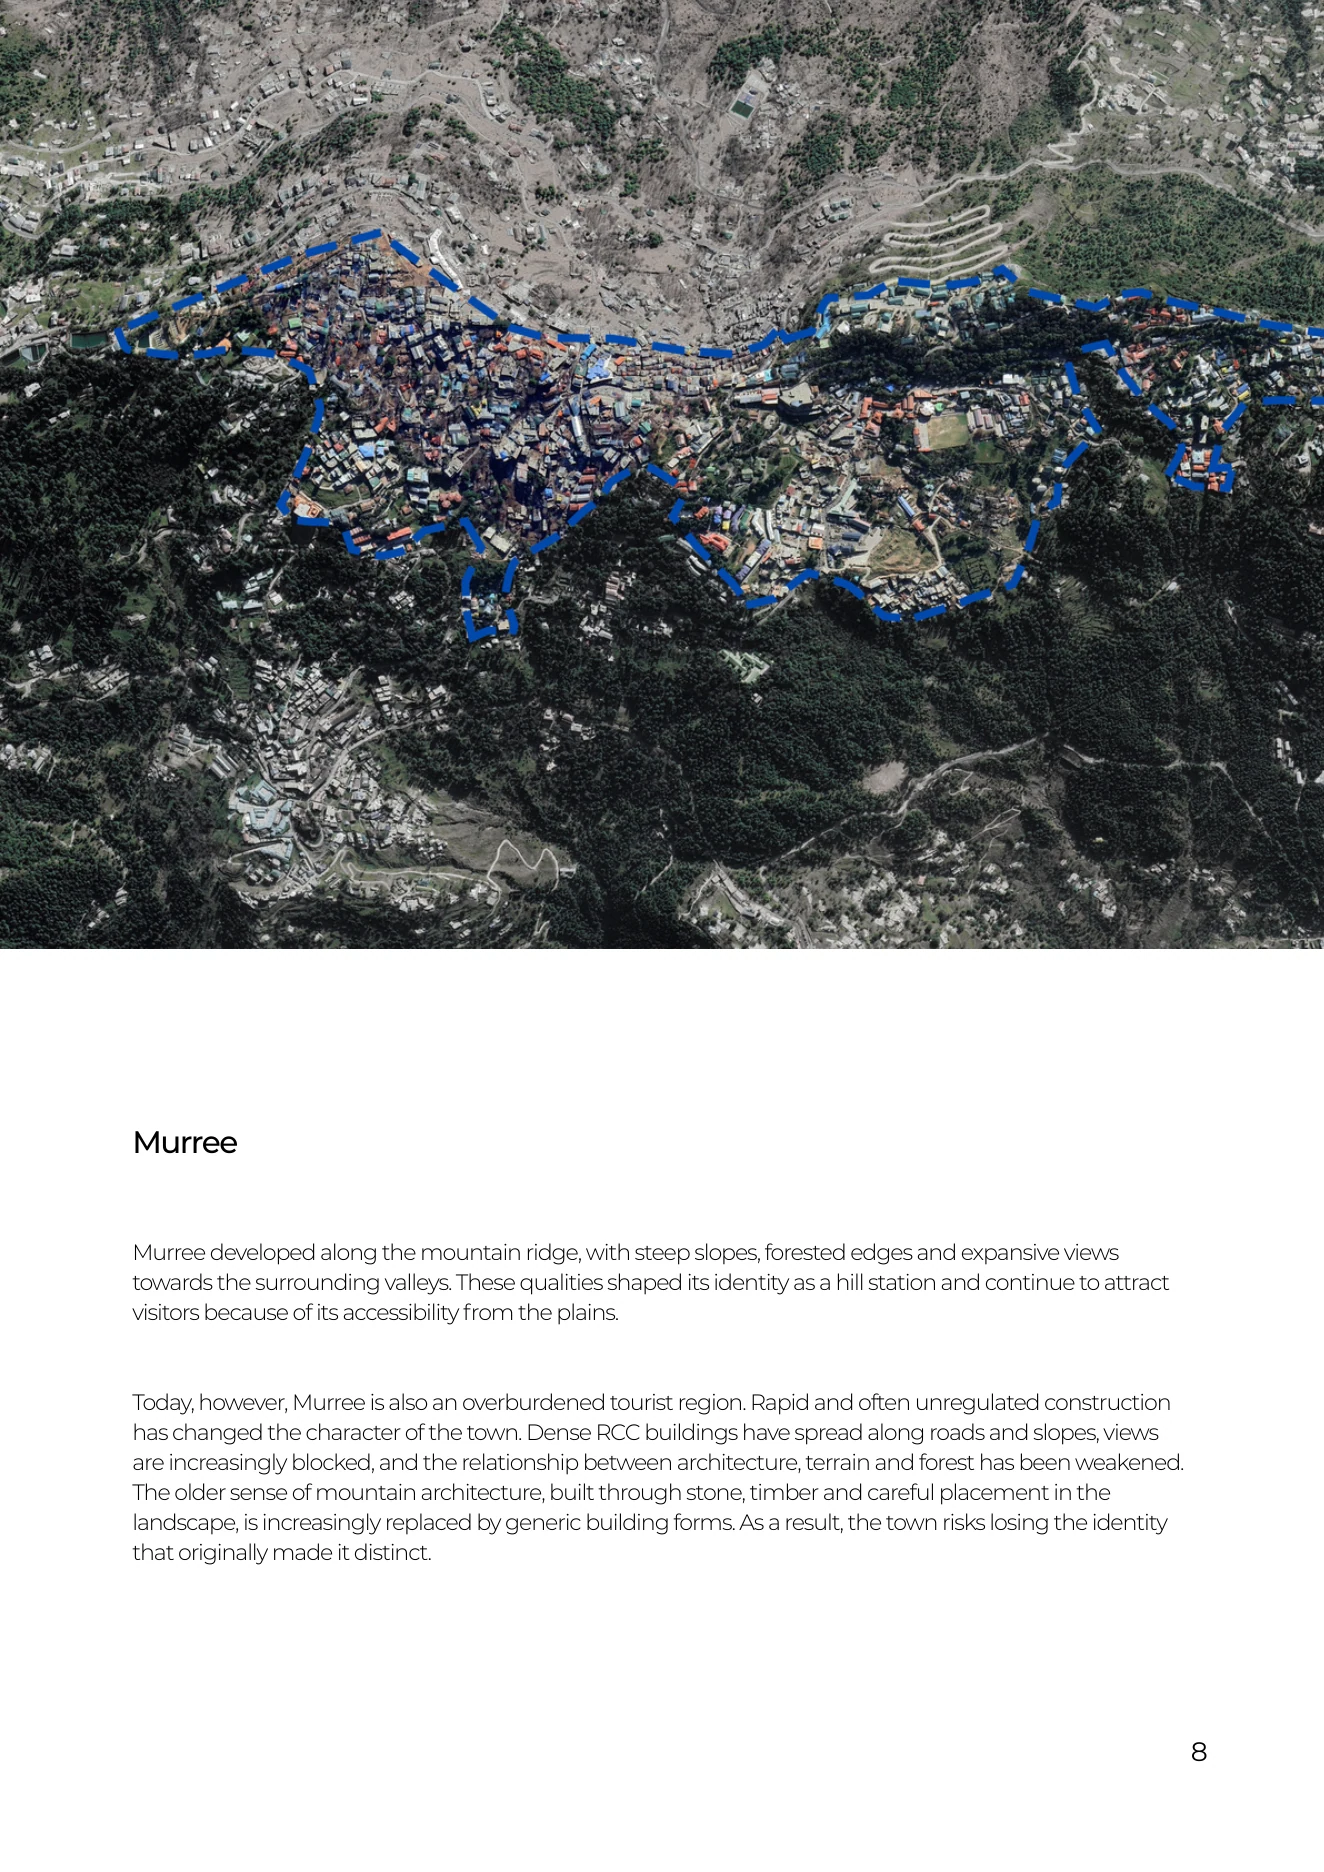 Murree
Murree developed along the mountain ridge, with steep slopes, forested edges and expansive views
towards the surrounding valleys. These qualities shaped its identity as a hill station and continue to attract
visitors because of its accessibility from the plains.
Today, however, Murree is also an overburdened tourist region. Rapid and often unregulated construction
has changed the character of the town. Dense RCC buildings have spread along roads and slopes, views
are increasingly blocked, and the relationship between architecture, terrain and forest has been weakened.
The older sense of mountain architecture, built through stone, timber and careful placement in the
landscape, is increasingly replaced by generic building forms. As a result, the town risks losing the identity
that originally made it distinct.
8